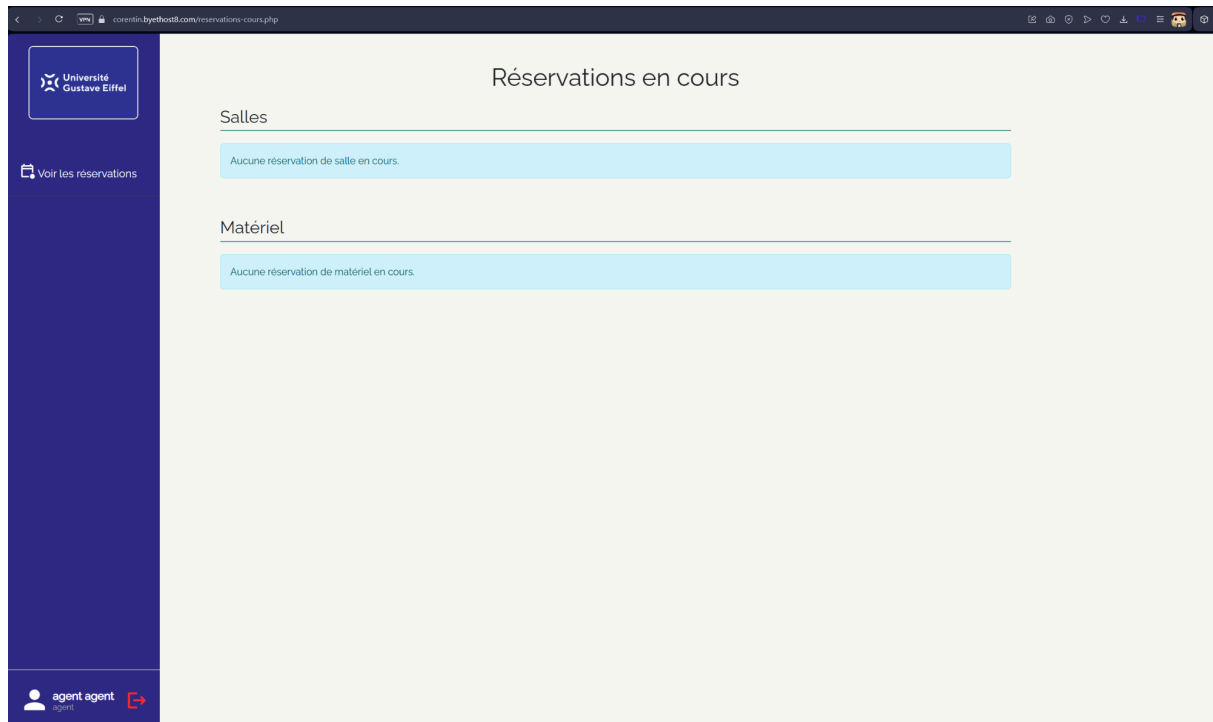 VPN
corentin.byethost8.com/reservations-cours.php
Université
Gustave Eiffel
Voir les réservations
Réservations en cours
Salles
Aucune réservation de salle en cours.
Matériel
Aucune réservation de matériel en cours.
agent agent
agent